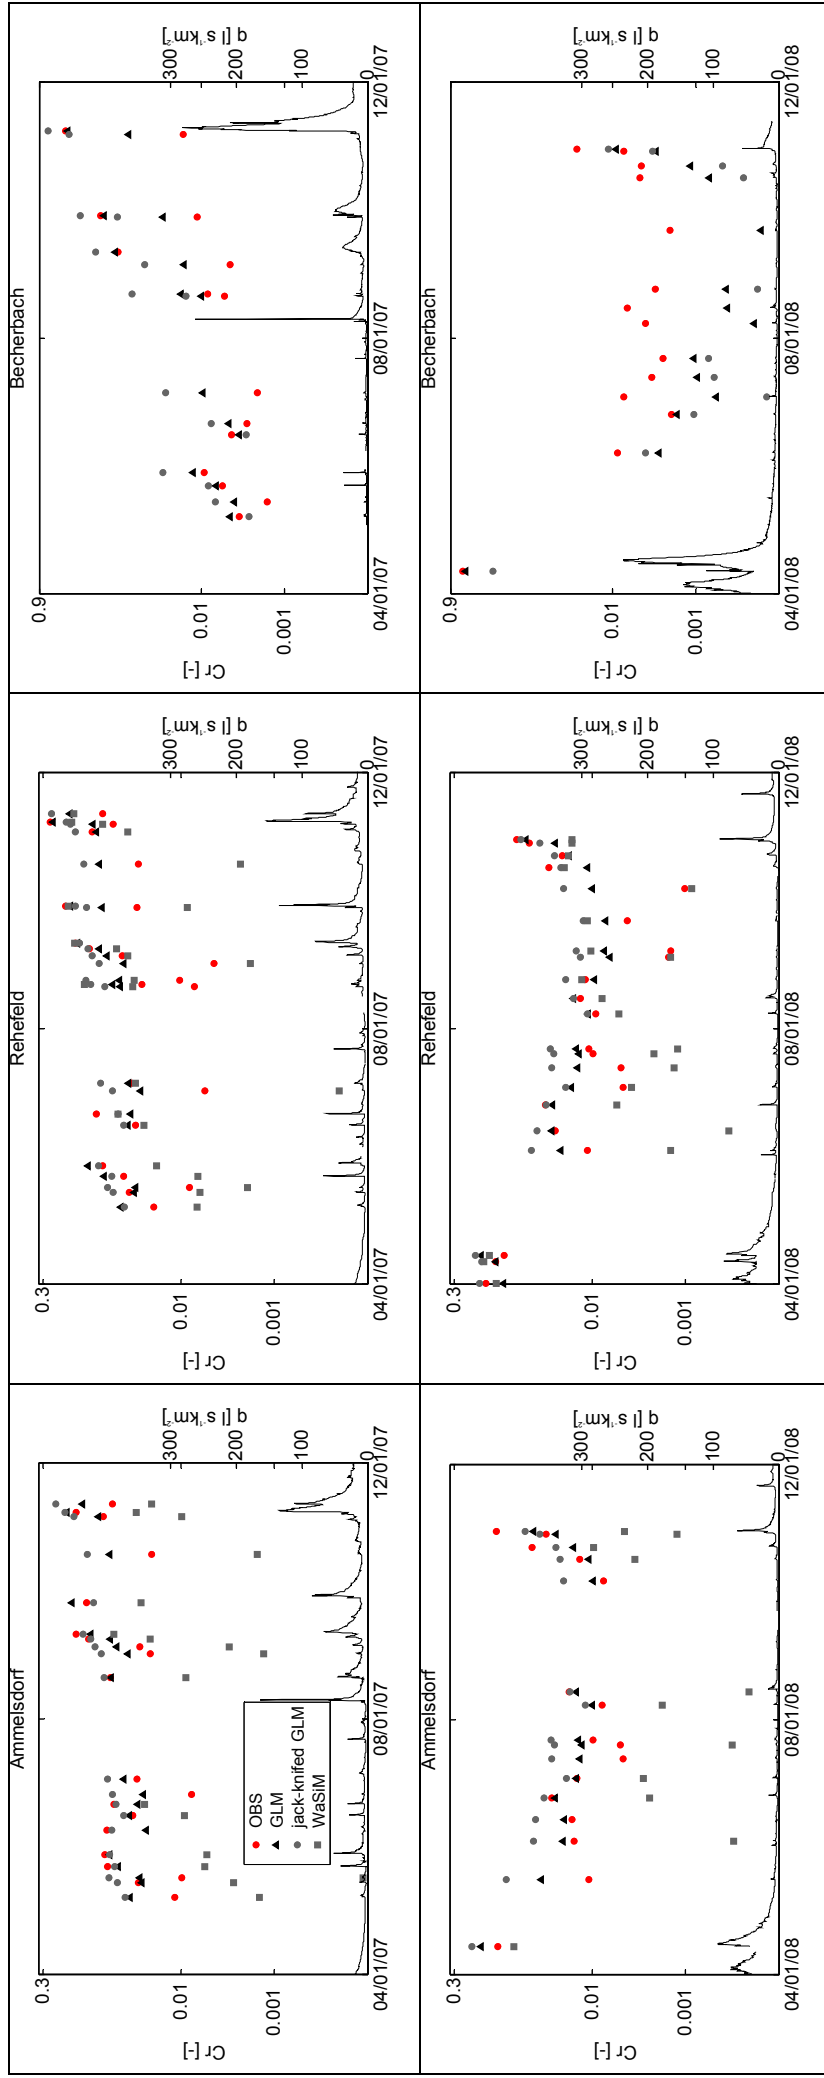 Ammelsdorf
Cr [-]
0.3
0.01
0.001
q [l s⁻¹km⁻²]
300
200
100
0
04/01/07
08/01/07
12/01/07
OBS
GLM
jack-knifed GLM
WaSiM
Rehefeld
Cr [-]
0.3
0.01
0.001
q [l s⁻¹km⁻²]
300
200
100
0
04/01/07
08/01/07
12/01/07
Becherbach
Cr [-]
0.9
0.01
0.001
q [l s⁻¹km⁻²]
300
200
100
0
04/01/07
08/01/07
12/01/07
Ammelsdorf
Cr [-]
0.3
0.01
0.001
q [l s⁻¹km⁻²]
300
200
100
0
04/01/08
08/01/08
12/01/08
Rehefeld
Cr [-]
0.3
0.01
0.001
q [l s⁻¹km⁻²]
300
200
100
0
04/01/08
08/01/08
12/01/08
Becherbach
Cr [-]
0.9
0.01
0.001
q [l s⁻¹km⁻²]
300
200
100
0
04/01/08
08/01/08
12/01/08